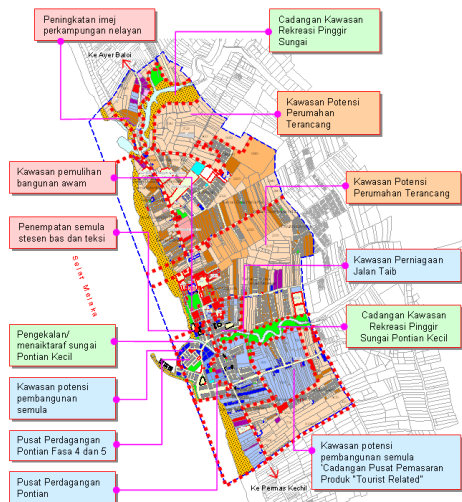 Peningkatan imej
perkampungan nelayan
Cadangan Kawasan
Rekreasi Pinggir
Sungai
Ke Ayer Baloi
Kawasan Potensi
Perumahan
Terancang
Kawasan pemulihan
bangunan awam
Kawasan Potensi
Perumahan Terancang
Penempatan semula
stesen bas dan teksi
Selat Melaka
Kawasan Perniagaan
Jalan Taib
Cadangan Kawasan
Rekreasi Pinggir
Sungai Pontian Kecil
Pengekalan/
menaiktaraf sungai
Pontian Kecil
Kawasan potensi
pembangunan
semula
Pusat Perdagangan
Pontian Fasa 4 dan 5
Kawasan potensi
pembangunan semula
"Cadangan Pusat Pemasaran
Produk "Tourist Related"
Pusat Perdagangan
Pontian
Ke Permas Kechil